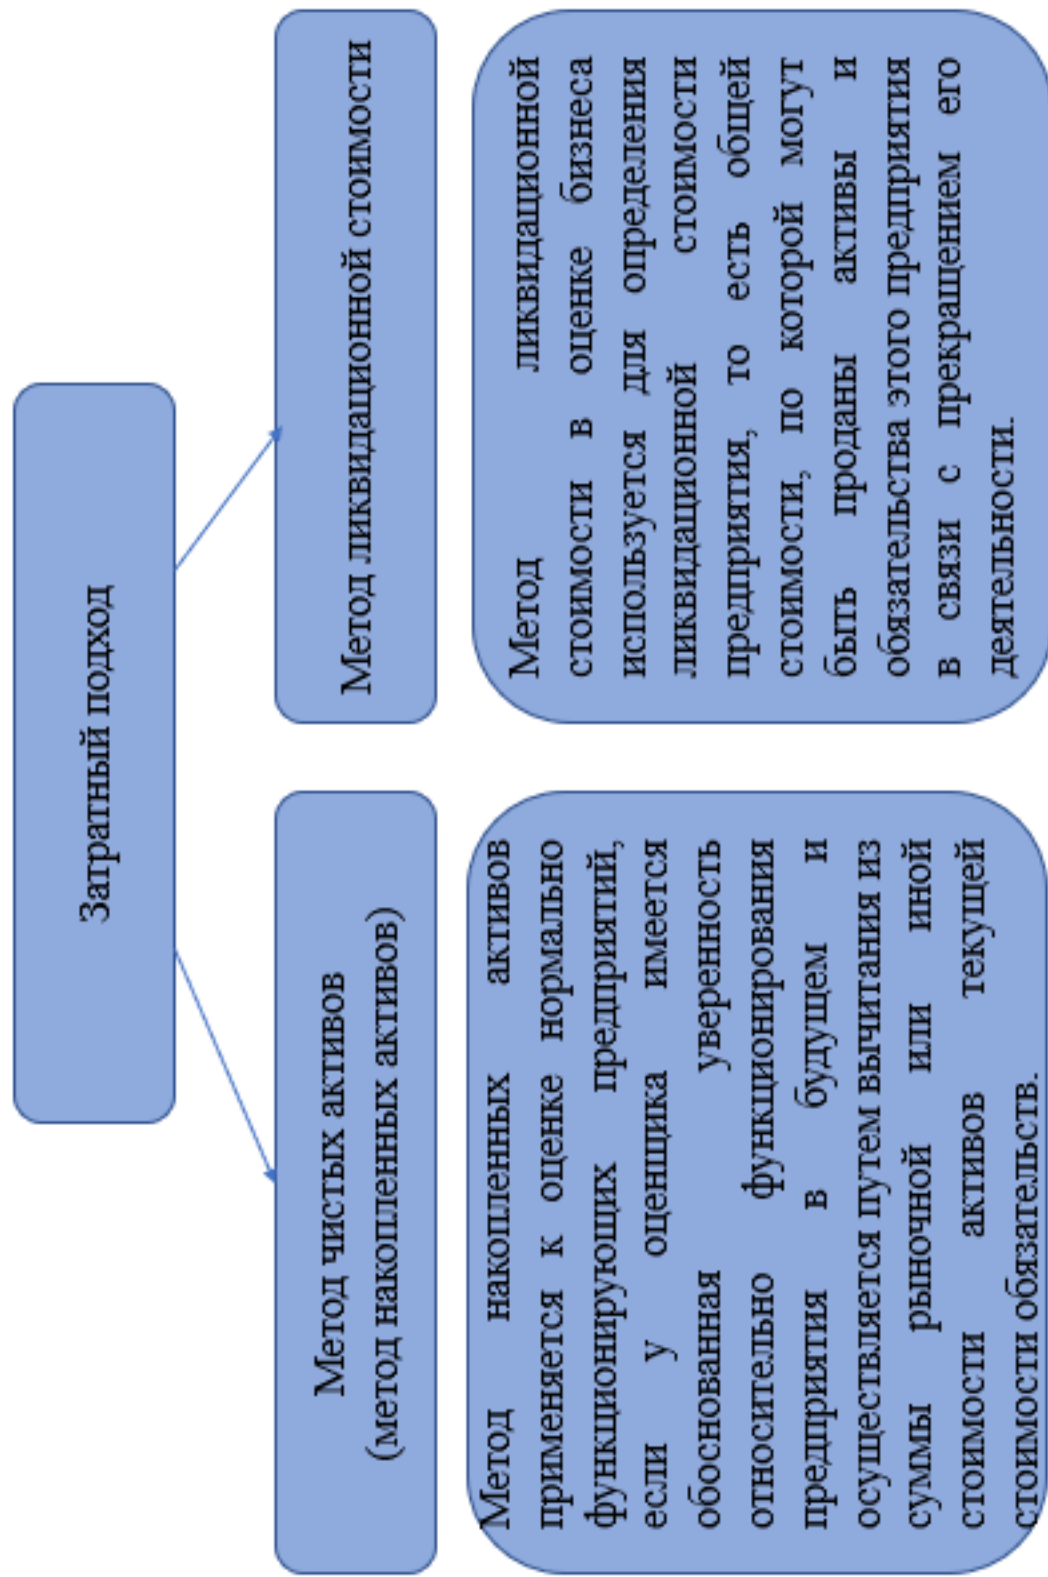 Затратный подход
Метод чистых активов
(метод накопленных активов)
Метод накопленных активов
применяется к оценке нормально
функционирующих предприятий,
если у оценщика имеется
обоснованная уверенность
относительно функционирования
предприятия в будущем и
осуществляется путем вычитания из
суммы рыночной или иной
стоимости активов текущей
стоимости обязательств.
Метод ликвидационной стоимости
Метод ликвидационной
стоимости в оценке бизнеса
используется для определения
ликвидационной стоимости
предприятия, то есть общей
стоимости, по которой могут
быть проданы активы и
обязательства этого предприятия
в связи с прекращением его
деятельности.